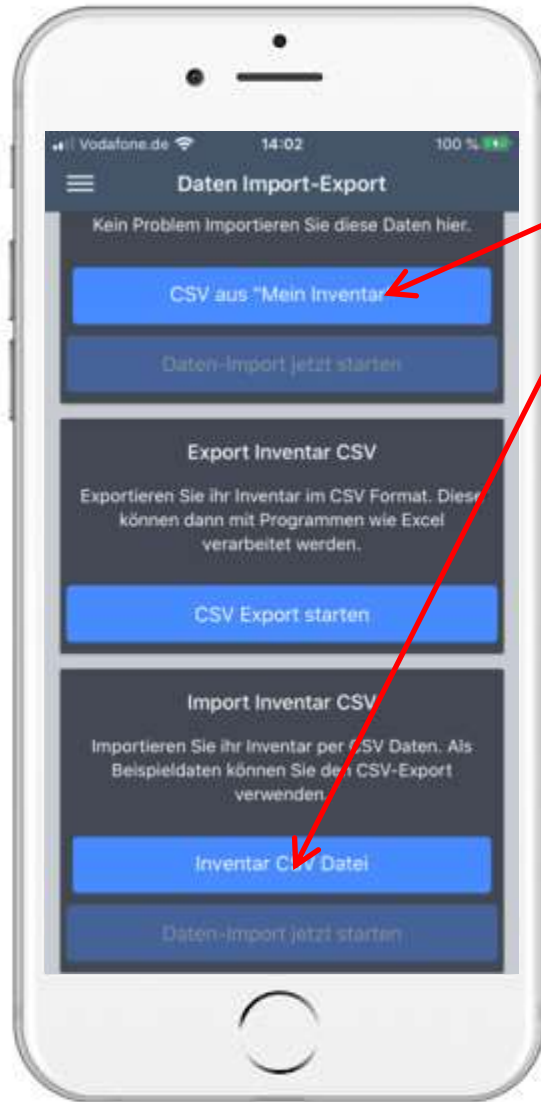 Vodafone.de 14:02 100 %
Daten Import-Export
Kein Problem Importieren Sie diese Daten hier.
CSV aus "Mein Inventar"
Daten-Import jetzt starten
Export Inventar CSV
Exportieren Sie ihr Inventar im CSV Format. Diese
können dann mit Programmen wie Excel
verarbeitet werden.
CSV Export starten
Import Inventar CSV
Importieren Sie ihr Inventar per CSV Daten. Als
Beispieldaten können Sie den CSV-Export
verwenden.
Inventar CSV Datei
Daten-Import jetzt starten